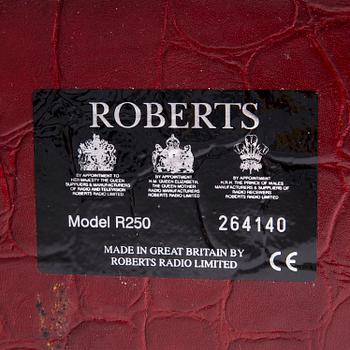 ROBERTS
BY APPOINTMENT TO
HER MAJESTY THE QUEEN
SUPPLIERS & MANUFACTURERS
OF RADIO AND TELEVISION
ROBERTS RADIO LIMITED
BY APPOINTMENT
H.M. QUEEN ELIZABETH
THE QUEEN MOTHER
RADIO MANUFACTURERS
ROBERTS RADIO LIMITED
BY APPOINTMENT TO
H.R.H. THE PRINCE OF WALES
MANUFACTURERS & SUPPLIERS OF
RADIO RECEIVERS
ROBERTS RADIO LIMITED
Model R250
264140
MADE IN GREAT BRITAIN BY
ROBERTS RADIO LIMITED
CE